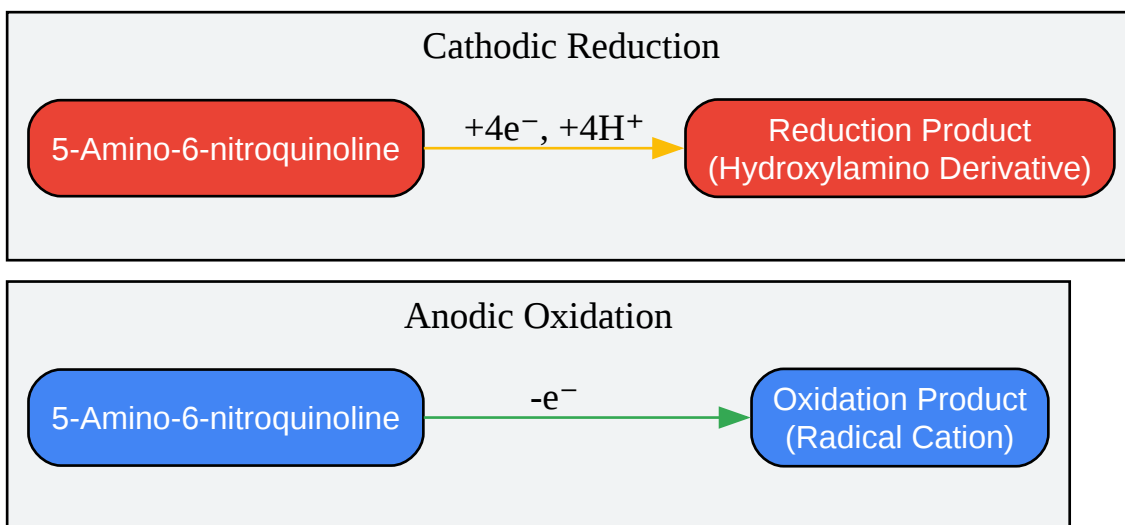 Cathodic Reduction
5-Amino-6-nitroquinoline
+4e⁻, +4H⁺
Reduction Product
(Hydroxylamino Derivative)
Anodic Oxidation
5-Amino-6-nitroquinoline
-e⁻
Oxidation Product
(Radical Cation)